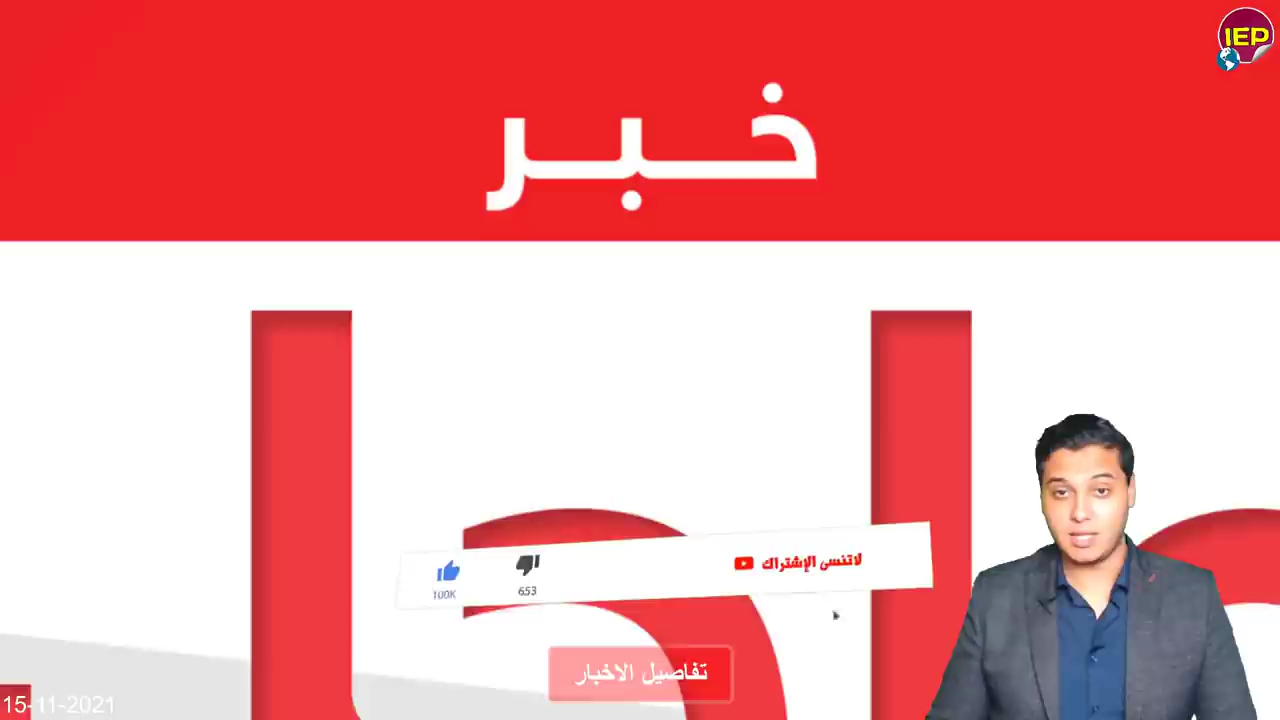 IEP
خبر
لاتنسى الإشتراك
100K
653
تفاصيل الاخبار
15-11-2021